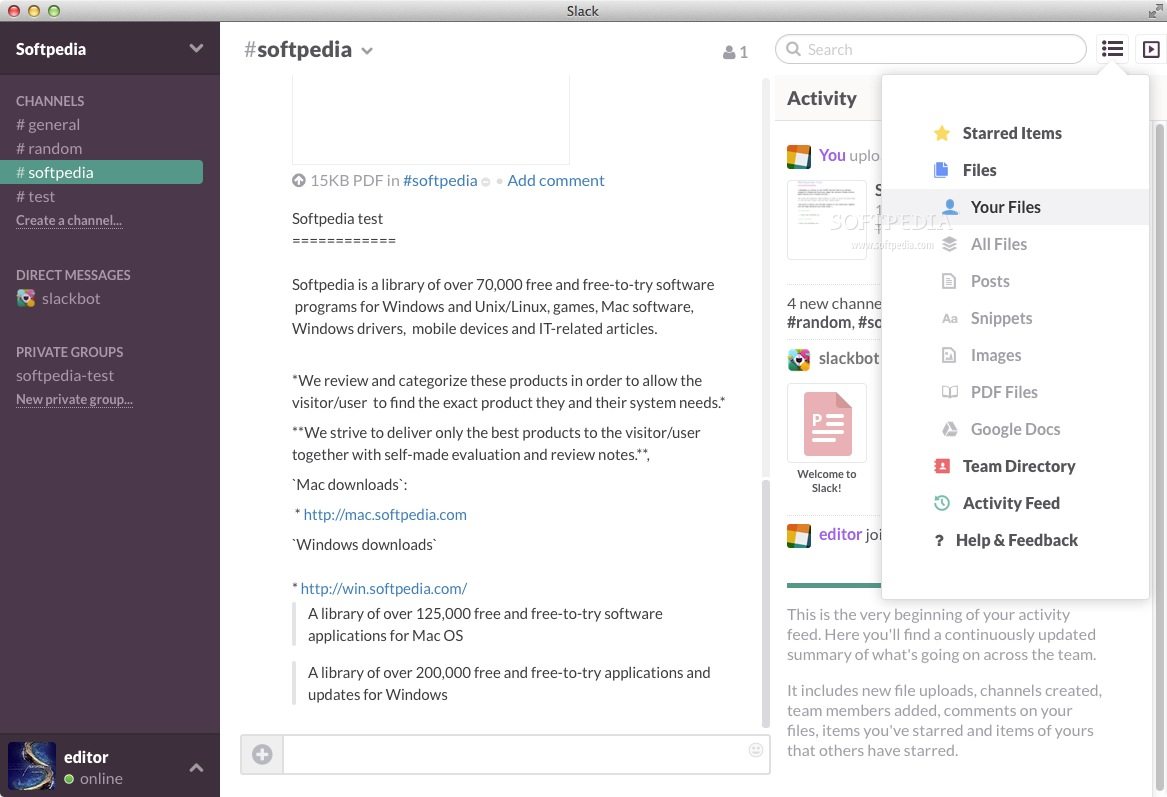 Slack
Softpedia
CHANNELS
# general
# random
# softpedia
# test
Create a channel...
DIRECT MESSAGES
slackbot
PRIVATE GROUPS
softpedia-test
New private group...
editor
online
#softpedia
1
Search
15KB PDF in #softpedia • Add comment
Softpedia test
============
Softpedia is a library of over 70,000 free and free-to-try software
programs for Windows and Unix/Linux, games, Mac software,
Windows drivers, mobile devices and IT-related articles.
*We review and categorize these products in order to allow the
visitor/user to find the exact product they and their system needs.*
**We strive to deliver only the best products to the visitor/user
together with self-made evaluation and review notes.**,
`Mac downloads`:
* http://mac.softpedia.com
`Windows downloads`
* http://win.softpedia.com/
A library of over 125,000 free and free-to-try software
applications for Mac OS
A library of over 200,000 free and free-to-try applications and
updates for Windows
Activity
You uplo
S
1
SOFTPEDIA
www.softpedia.com
4 new channe
#random, #so
slackbot
P
Welcome to
Slack!
editor joi
This is the very beginning of your activity
feed. Here you'll find a continuously updated
summary of what's going on across the team.
It includes new file uploads, channels created,
team members added, comments on your
files, items you've starred and items of yours
that others have starred.
Starred Items
Files
Your Files
All Files
Posts
Aa Snippets
Images
PDF Files
Google Docs
Team Directory
Activity Feed
? Help & Feedback